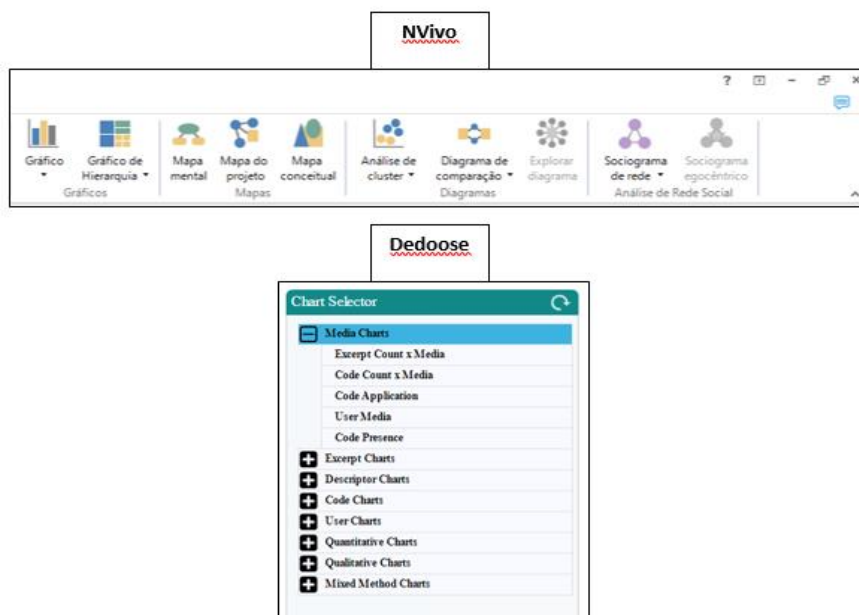 NVivo
?
Gráfico
Gráfico de
Hierarquia
Mapa
mental
Mapa do
projeto
Mapa
conceitual
Análise de
cluster
Diagrama de
comparação
Explorar
diagrama
Sociograma
de rede
Sociograma
egocêntrico
Gráficos
Mapas
Diagramas
Análise de Rede Social
Dedoose
Chart Selector
Media Charts
Excerpt Count x Media
Code Count x Media
Code Application
User Media
Code Presence
Excerpt Charts
Descriptor Charts
Code Charts
User Charts
Quantitative Charts
Qualitative Charts
Mixed Method Charts